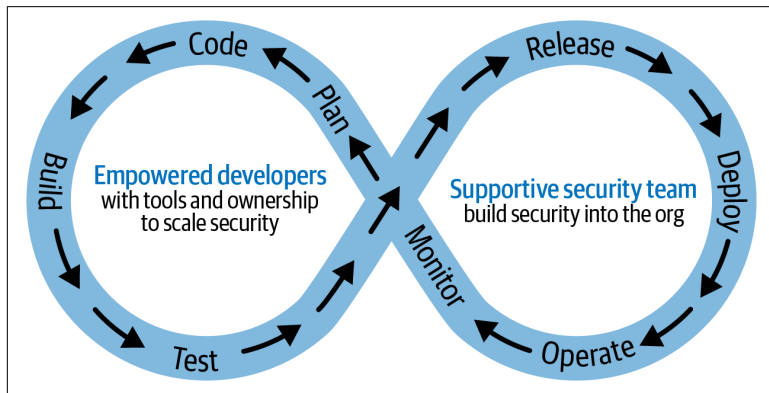 Code
Plan
Build
Test
Release
Deploy
Operate
Monitor
Empowered developers
with tools and ownership
to scale security
Supportive security team
build security into the org